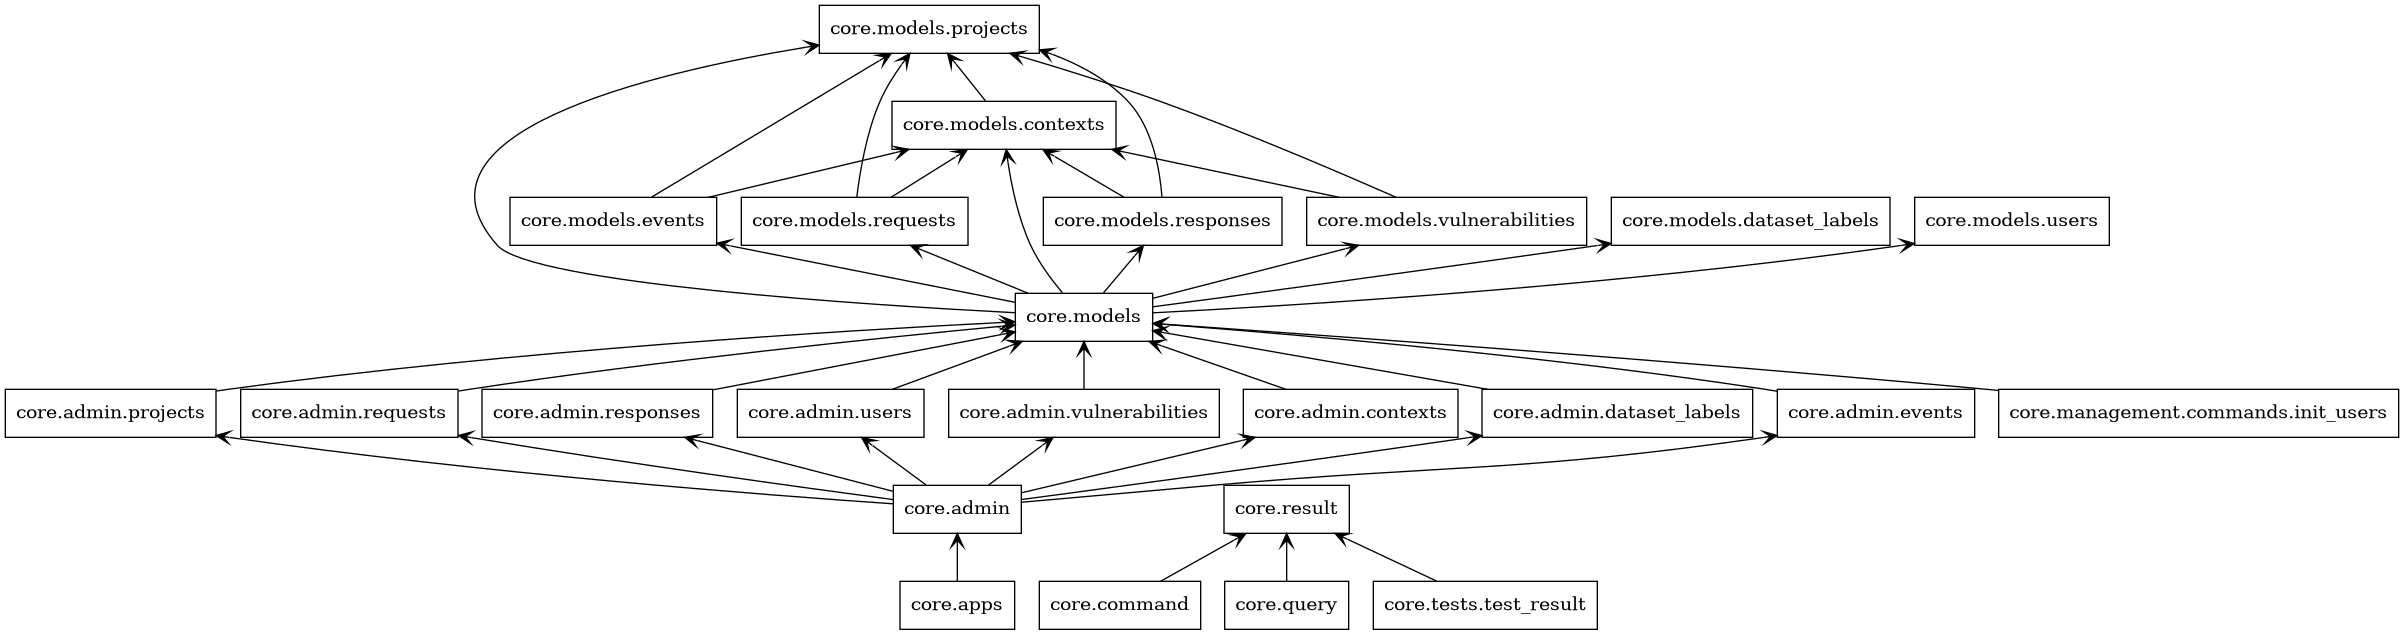 core.models.projects
core.models.contexts
core.models.events
core.models.requests
core.models.responses
core.models.vulnerabilities
core.models.dataset_labels
core.models.users
core.models
core.admin.projects
core.admin.requests
core.admin.responses
core.admin.users
core.admin.vulnerabilities
core.admin.contexts
core.admin.dataset_labels
core.admin.events
core.management.commands.init_users
core.admin
core.result
core.apps
core.command
core.query
core.tests.test_result